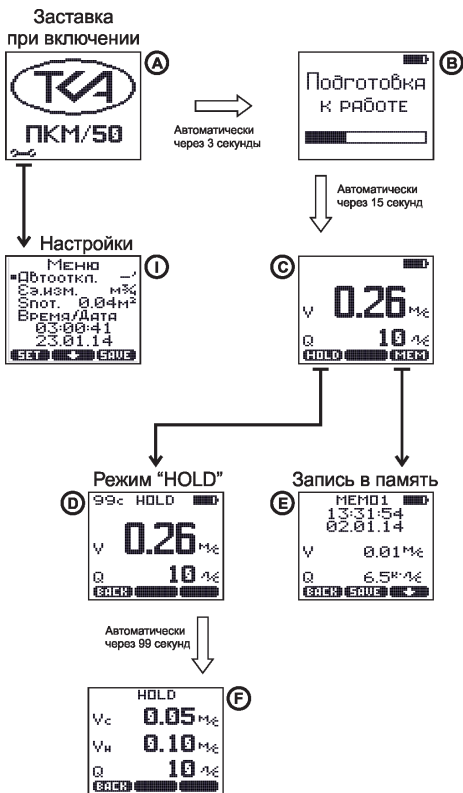 Заставка
при включении
A
ТКА
ПКМ/50
Автоматически
через 3 секунды
B
Подготовка
к работе
Автоматически
через 15 секунд
Настройки
I
Меню
Автооткл. –′
Ед.изм. м³/ч
Sпот. 0.04м²
Время/Дата
03:00:41
23.01.14
SET SAVE
C
V 0.26 м/с
Q 10 л/с
HOLD MEM
Режим “HOLD”
D
99с HOLD
V 0.26 м/с
Q 10 л/с
BACK
Запись в память
E
MEM01
13:31:54
02.01.14
V 0.01 м/с
Q
BACK SAVE
Автоматически
через 99 секунд
F
HOLD
Vс 0.05 м/с
Vн 0.10 м/с
Q 10 л/с
BACK